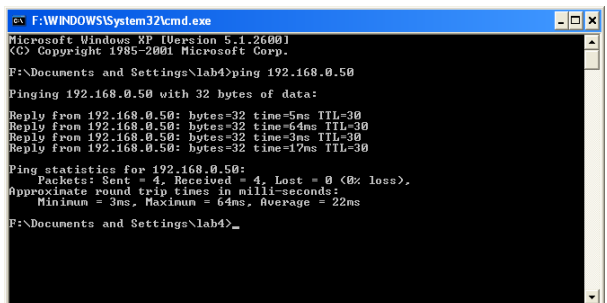 F:\WINDOWS\System32\cmd.exe
Microsoft Windows XP [Version 5.1.2600]
(C) Copyright 1985-2001 Microsoft Corp.
F:\Documents and Settings\lab4>ping 192.168.0.50
Pinging 192.168.0.50 with 32 bytes of data:
Reply from 192.168.0.50: bytes=32 time=5ms TTL=30
Reply from 192.168.0.50: bytes=32 time=64ms TTL=30
Reply from 192.168.0.50: bytes=32 time=3ms TTL=30
Reply from 192.168.0.50: bytes=32 time=17ms TTL=30
Ping statistics for 192.168.0.50:
Packets: Sent = 4, Received = 4, Lost = 0 (0% loss),
Approximate round trip times in milli-seconds:
Minimum = 3ms, Maximum = 64ms, Average = 22ms
F:\Documents and Settings\lab4>_